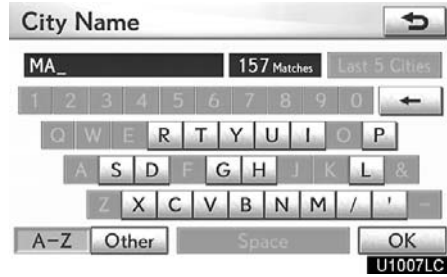 City Name
MA_ 157 Matches Last 5 Cities
1 2 3 4 5 6 7 8 9 0 ←
Q W E R T Y U I O P
A S D F G H J K L &
Z X C V B N M / ' -
A-Z Other Space OK
U1007LC